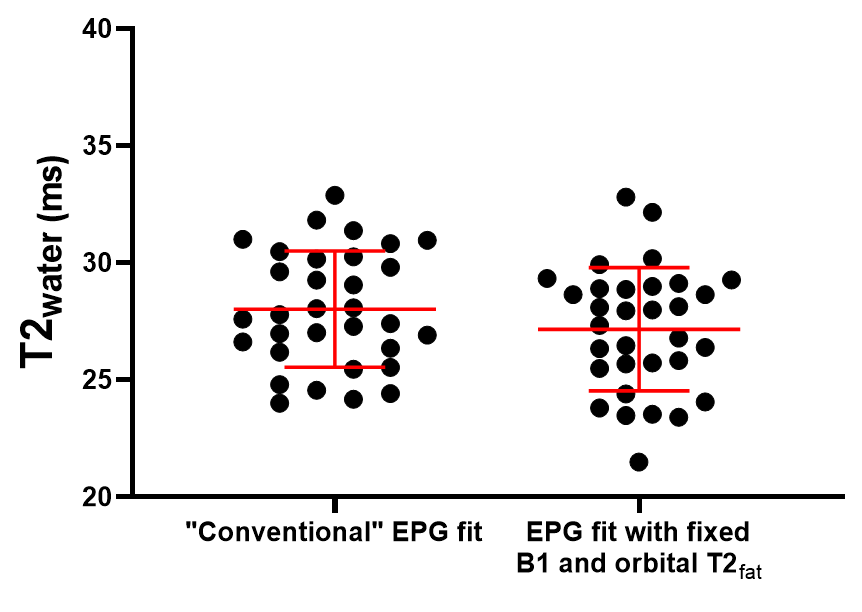 40
35
30
25
20
T2water (ms)
"Conventional" EPG fit
EPG fit with fixed
B1 and orbital T2fat